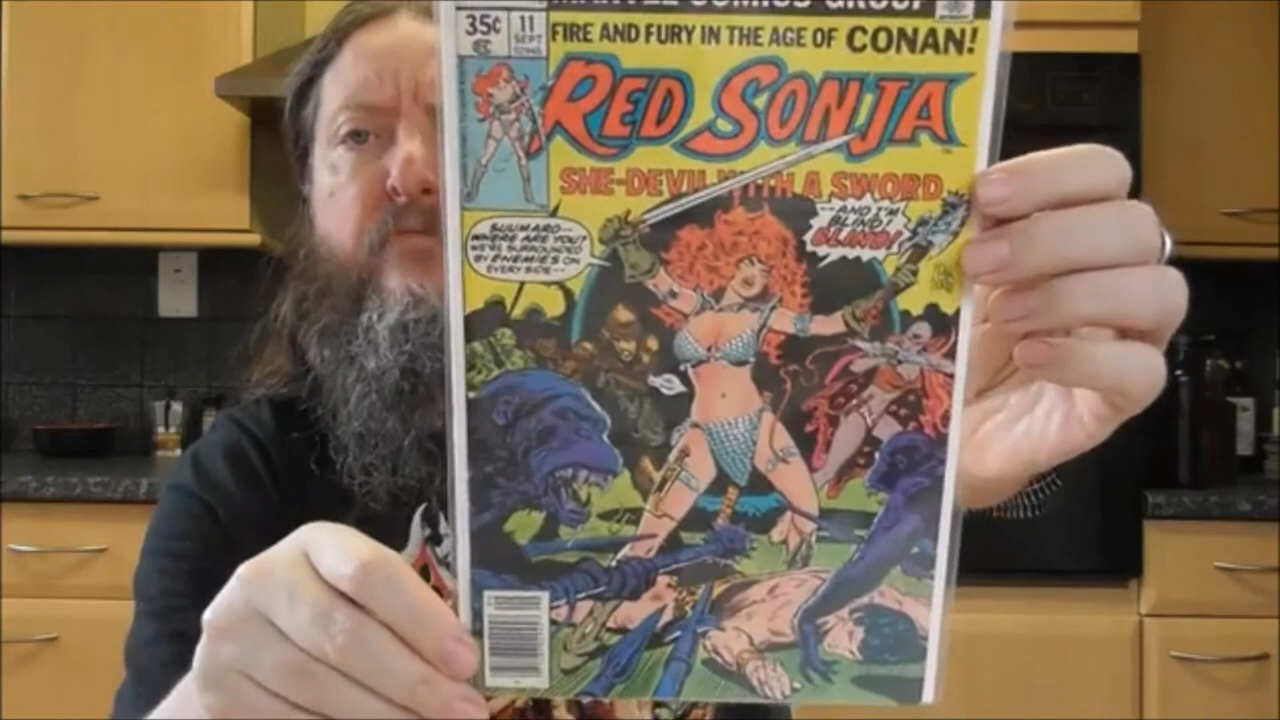 MARVEL COMICS GROUP
35¢
11
SEPT
FIRE AND FURY IN THE AGE OF CONAN!
RED SONJA
SHE-DEVIL WITH A SWORD
SUUMARO--
WHERE ARE YOU?
WE'RE SURROUNDED
BY ENEMIES ON
EVERY SIDE--
--AND I'M
BLIND!
BLIND!